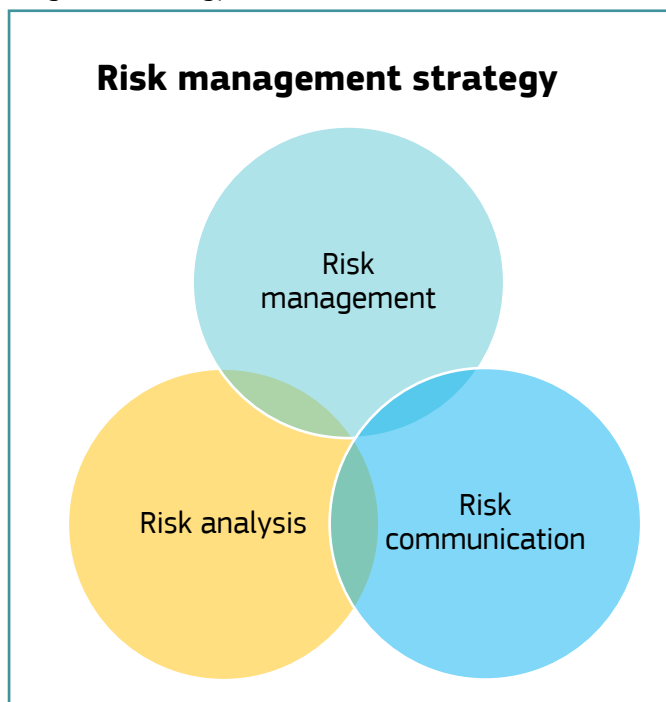 Risk management strategy
Risk
management
Risk analysis
Risk
communication